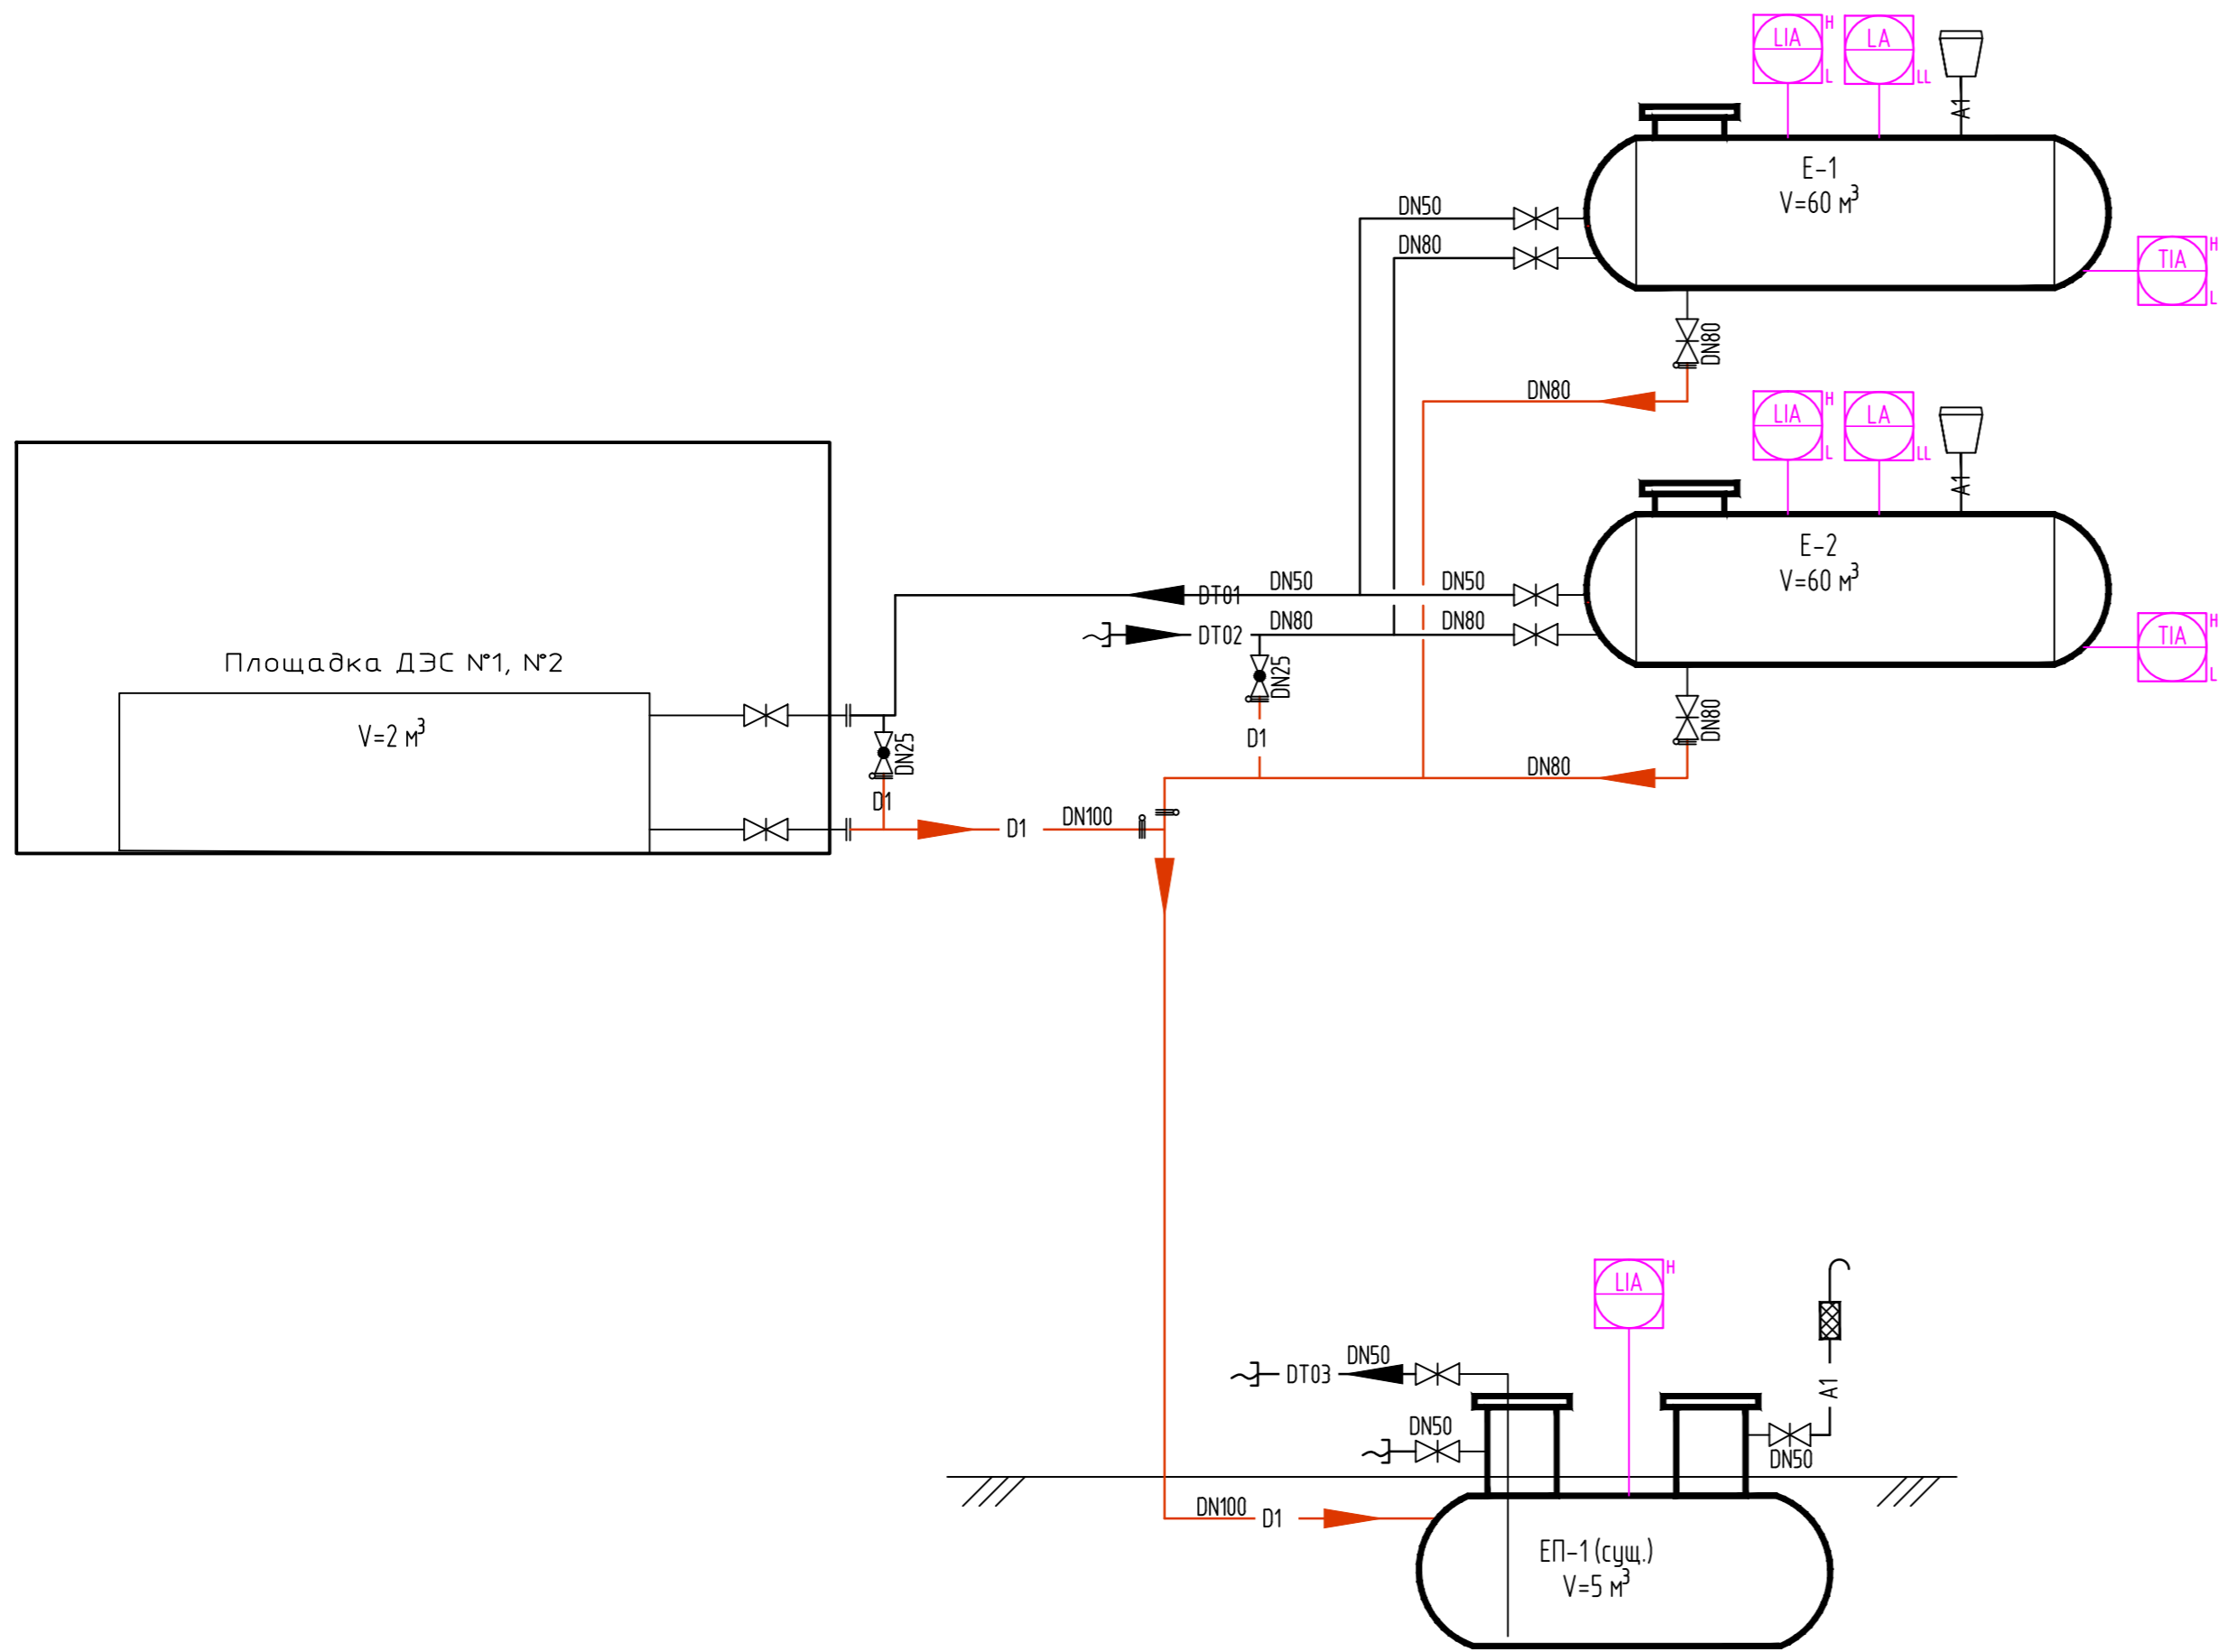 LIA
H
L
LA
LL
A1
E-1
V=60 м³
DN50
DN80
TIA
H
L
DN80
DN80
LIA
H
L
LA
LL
A1
E-2
V=60 м³
DT01
DN50
DN50
DT02
DN80
DN80
TIA
H
L
DN25
D1
DN80
DN80
Площадка ДЭС №1, №2
V=2 м³
DN25
D1
D1
DN100
LIA
H
DT03
DN50
DN50
A1
DN50
DN100
D1
ЕП-1 (сущ.)
V=5 м³